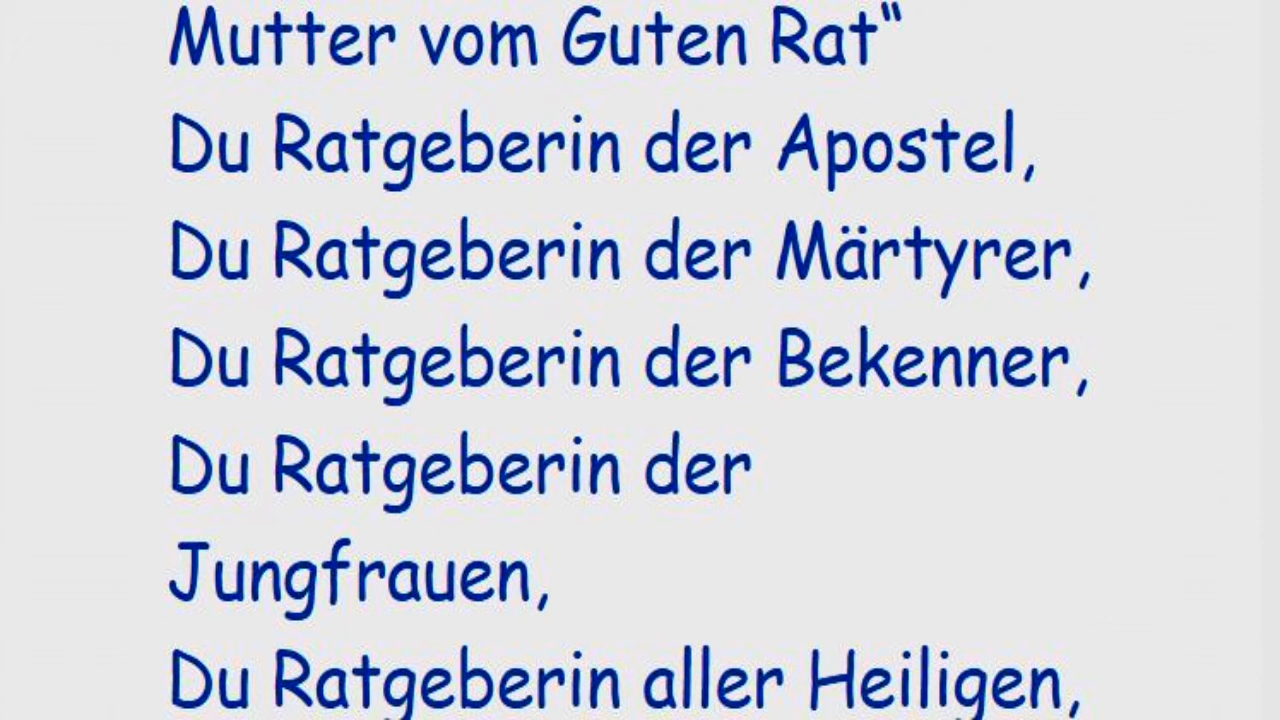 Mutter vom Guten Rat“
Du Ratgeberin der Apostel,
Du Ratgeberin der Märtyrer,
Du Ratgeberin der Bekenner,
Du Ratgeberin der
Jungfrauen,
Du Ratgeberin aller Heiligen,